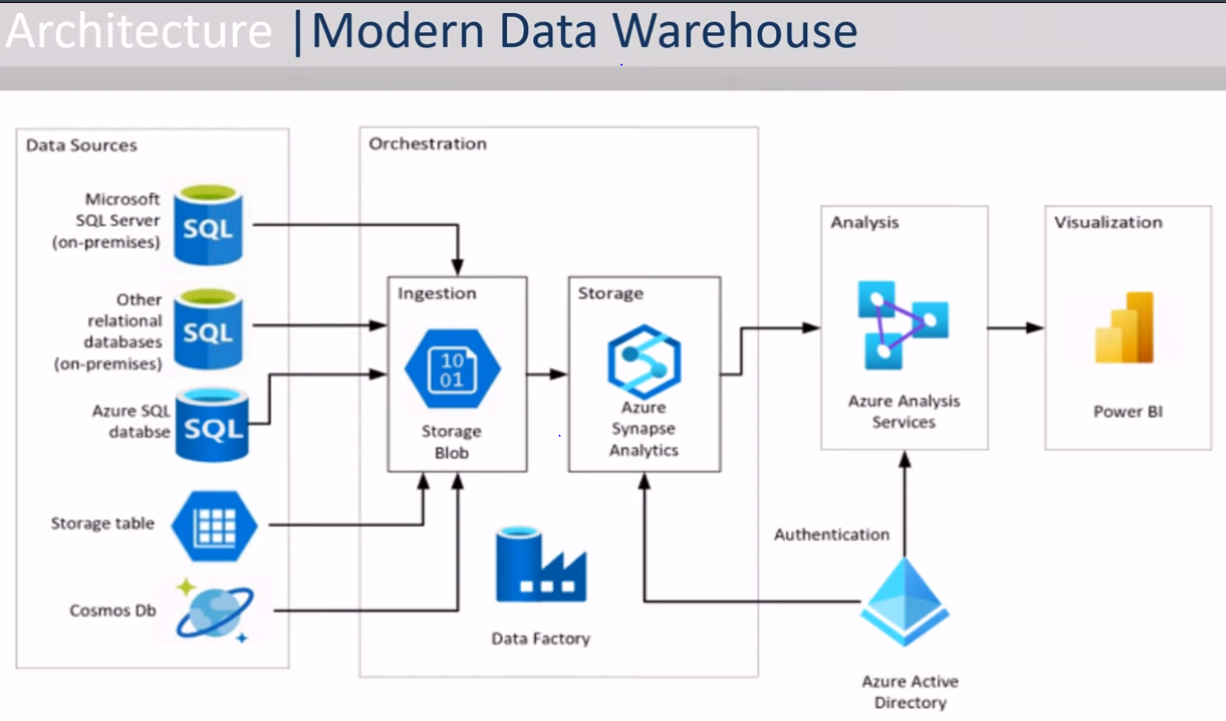 Architecture |Modern Data Warehouse
Data Sources
Microsoft
SQL Server
(on-premises)
SQL
Other
relational
databases
(on-premises)
SQL
Azure SQL
databse
SQL
Storage table
Cosmos Db
Orchestration
Ingestion
10
01
Storage
Blob
Storage
Azure
Synapse
Analytics
Data Factory
Analysis
Azure Analysis
Services
Visualization
Power BI
Authentication
Azure Active
Directory